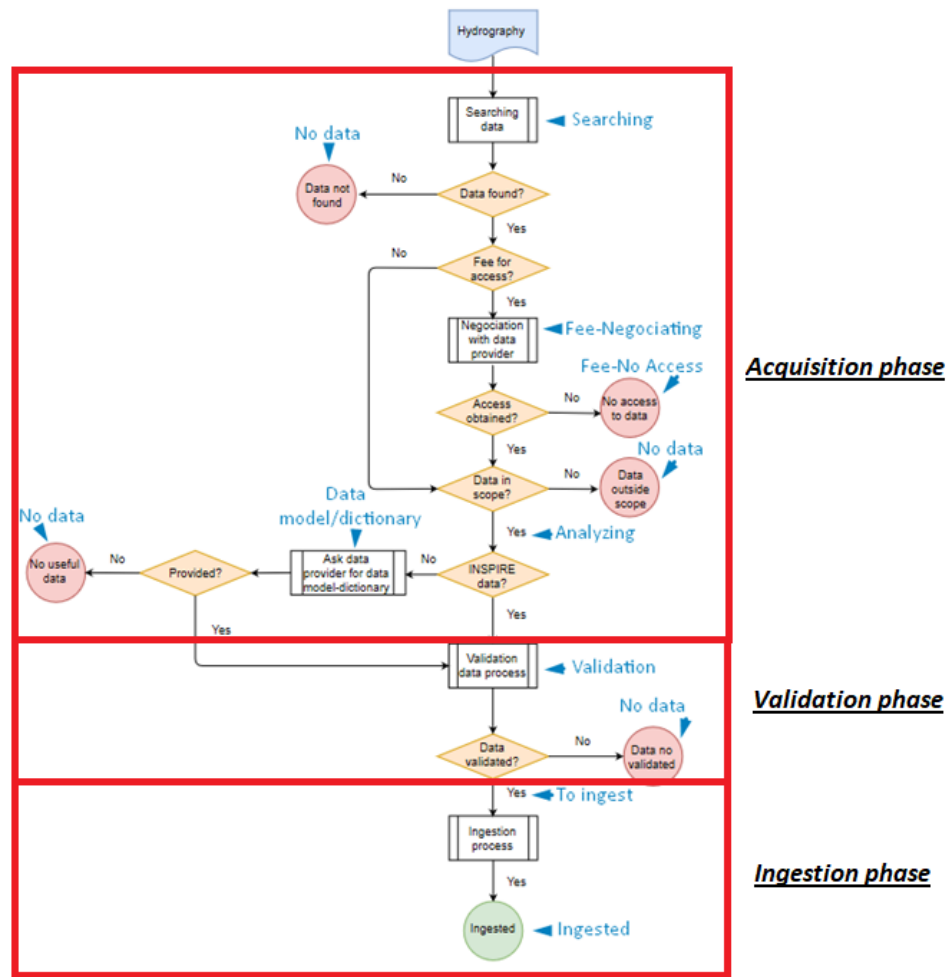 Hydrography
Searching
data
Searching
No data
Data not
found
No
Data found?
Yes
No
Fee for
access?
Yes
Negociation
with data
provider
Fee-Negociating
Acquisition phase
Fee-No Access
Access
obtained?
No
No access
to data
Yes
No data
Data in
scope?
No
Data
outside
scope
Data
model/dictionary
No data
Yes
Analyzing
No useful
data
No
Provided?
Ask data
provider for data
model-dictionary
No
INSPIRE
data?
Yes
Yes
Validation
data process
Validation
Validation phase
No data
Data
validated?
No
Data no
validated
Yes
To ingest
Ingestion
process
Ingestion phase
Yes
Ingested
Ingested